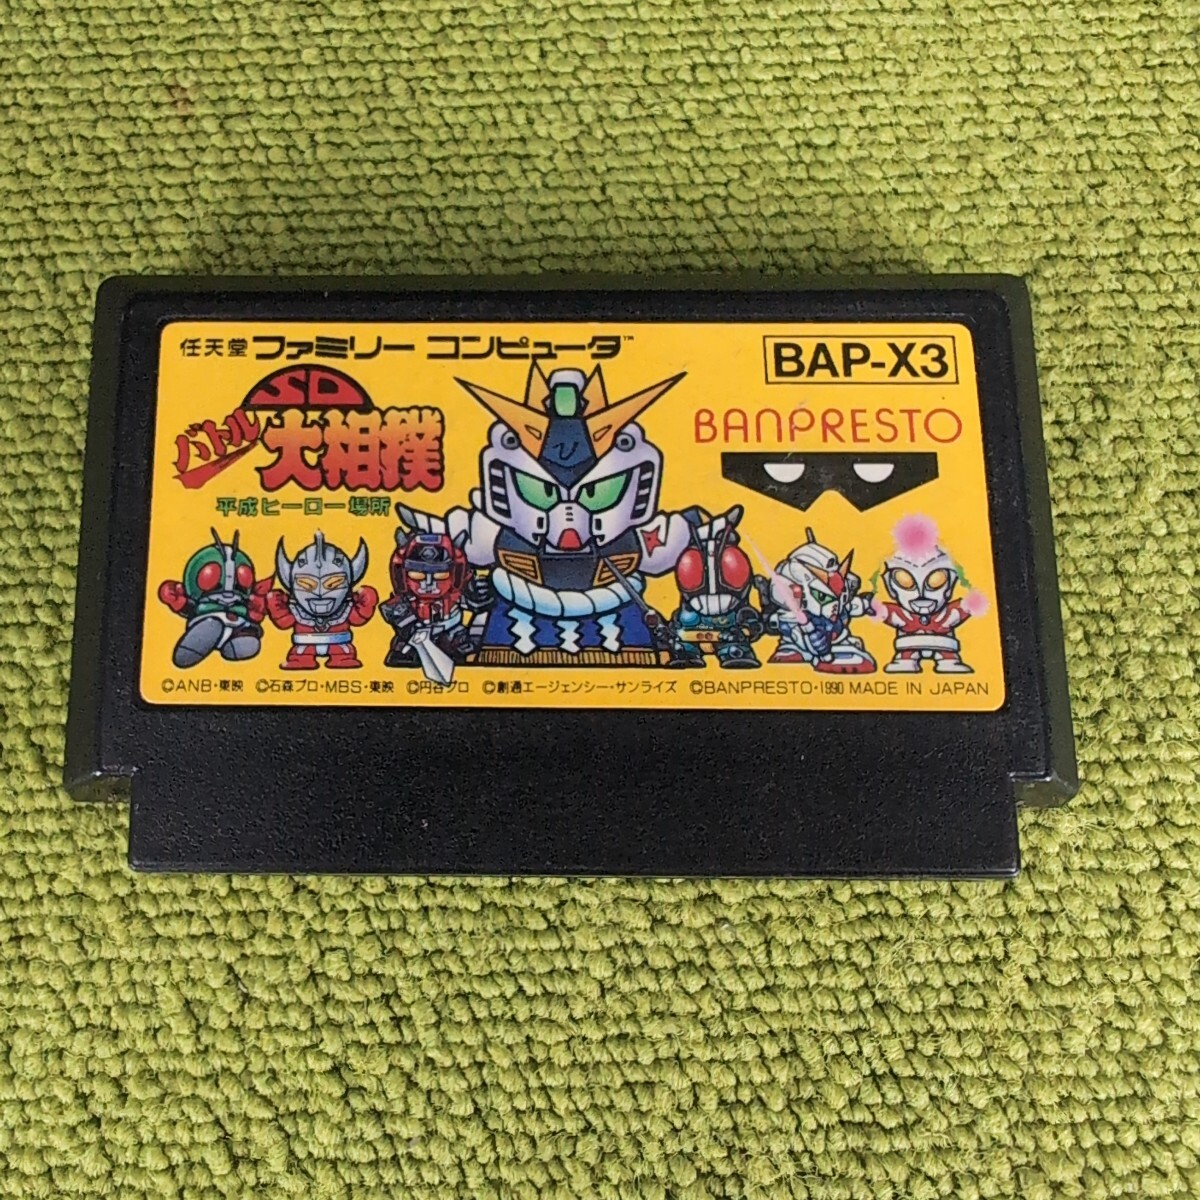 任天堂 ファミリー コンピュータ™
BAP-X3
SD
バトル大相撲
平成ヒーロー場所
BANPRESTO
©ANB・東映 ©石森プロ・MBS・東映 ©円谷プロ ©創通エージェンシー・サンライズ ©BANPRESTO・1990 MADE IN JAPAN